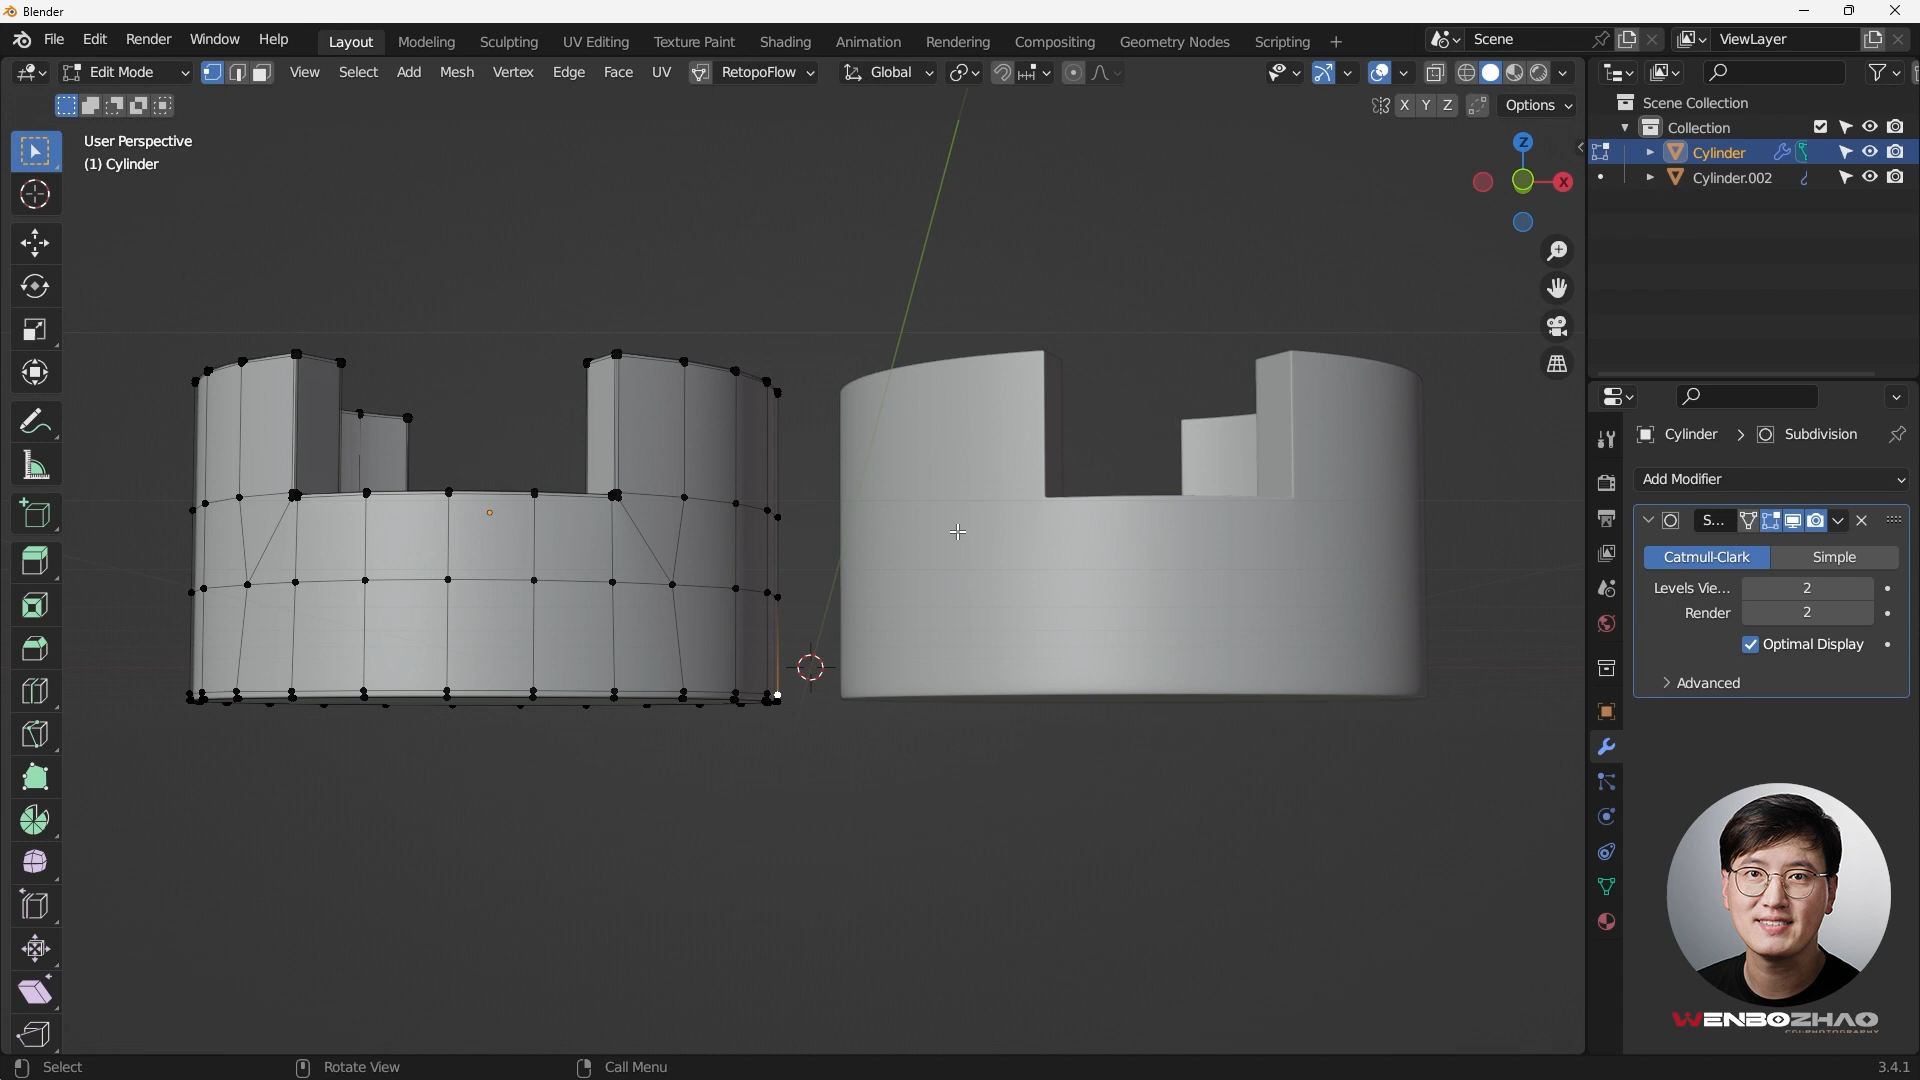 Blender
File Edit Render Window Help Layout Modeling Sculpting UV Editing Texture Paint Shading Animation Rendering Compositing Geometry Nodes Scripting + Scene ViewLayer
Edit Mode View Select Add Mesh Vertex Edge Face UV RetopoFlow Global
X Y Z Options
User Perspective
(1) Cylinder
Z
X
Scene Collection
Collection
Cylinder
Cylinder.002
Cylinder > Subdivision
Add Modifier
S...
Catmull-Clark Simple
Levels Vie... 2
Render 2
Optimal Display
Advanced
WENBOZHAO
CGI-PHOTOGRAPHY
Select Rotate View Call Menu 3.4.1